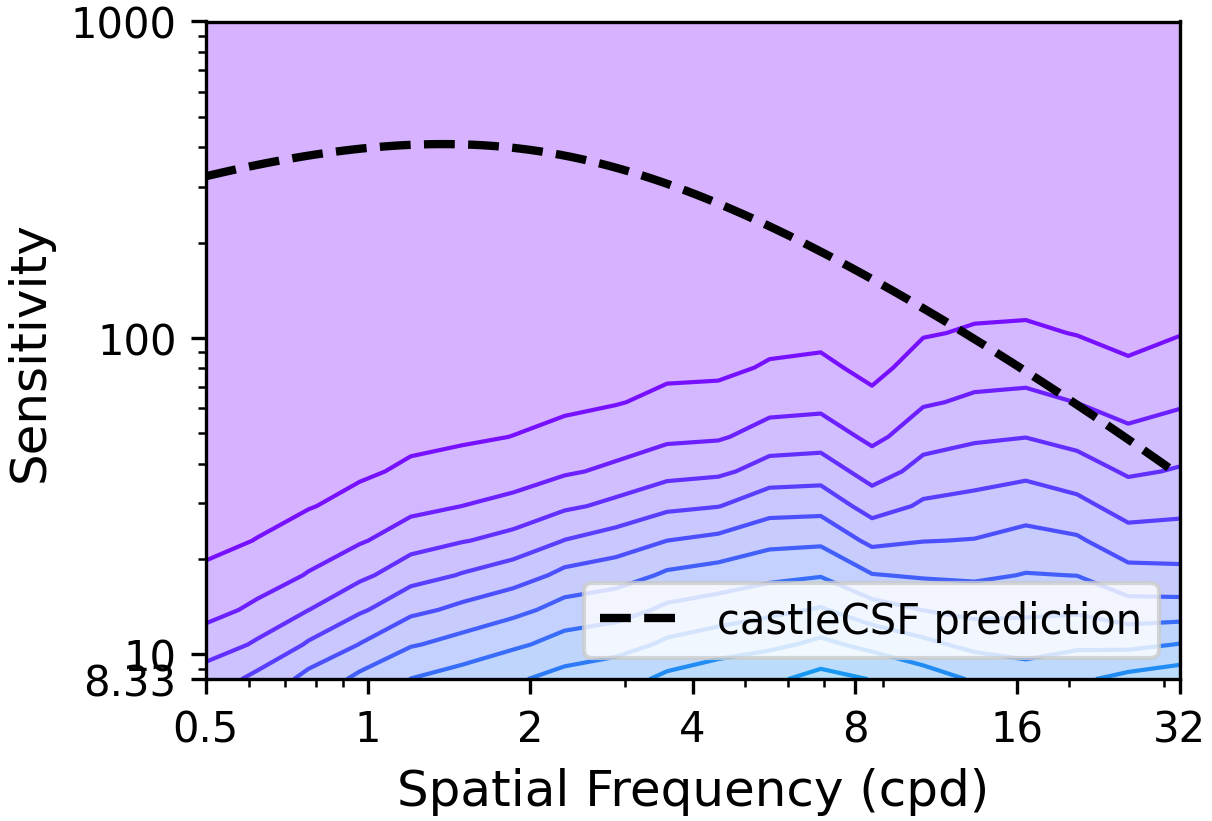 1000
100
10
8.33
Sensitivity
castleCSF prediction
0.5 1 2 4 8 16 32
Spatial Frequency (cpd)